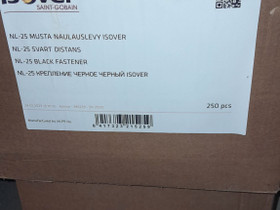 isover
SAINT-GOBAIN
NL-25 MUSTA NAULAUSLEVY ISOVER
NL-25 SVART DISTANS
NL-25 BLACK FASTENER
NL-25 КРЕПЛЕНИЕ ЧЕРНОЕ ЧЕРНЫЙ ISOVER
250 pcs